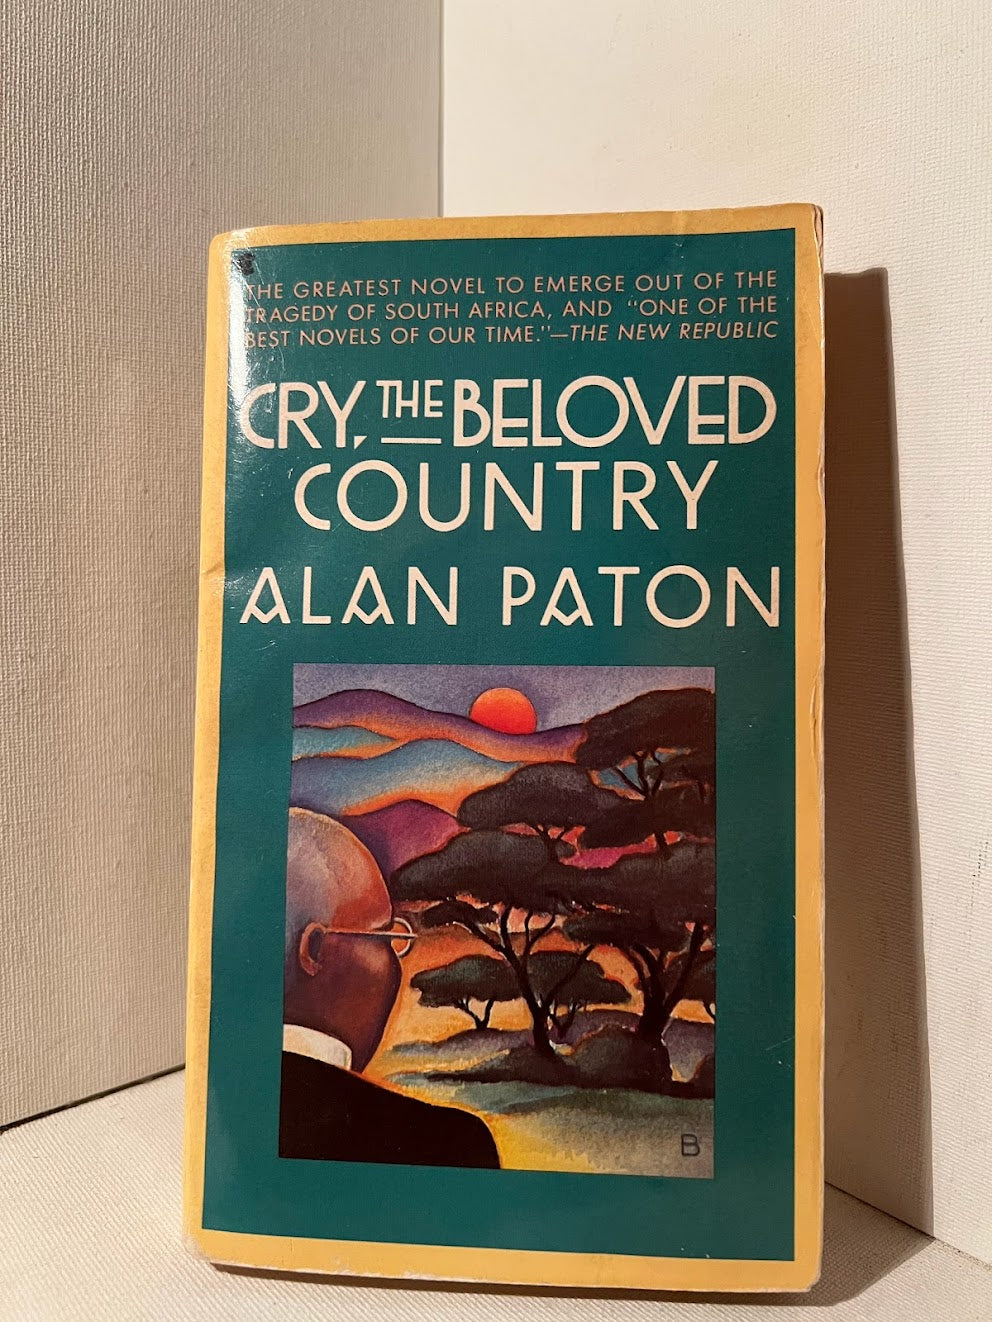 THE GREATEST NOVEL TO EMERGE OUT OF THE
TRAGEDY OF SOUTH AFRICA, AND "ONE OF THE
BEST NOVELS OF OUR TIME."—THE NEW REPUBLIC
CRY, THE BELOVED
COUNTRY
ALAN PATON
B